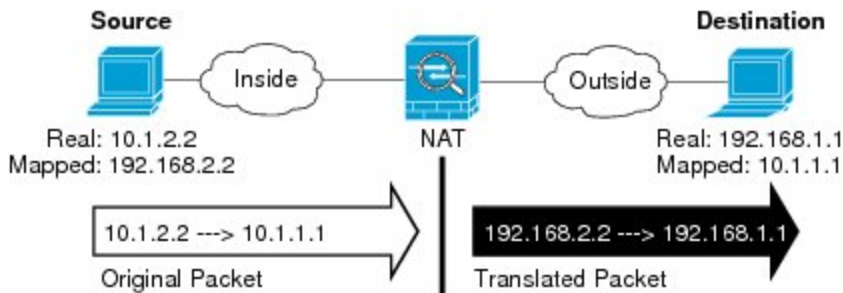 Source
Destination
Inside
Outside
Real: 10.1.2.2
Mapped: 192.168.2.2
NAT
Real: 192.168.1.1
Mapped: 10.1.1.1
10.1.2.2 ---> 10.1.1.1
192.168.2.2 ---> 192.168.1.1
Original Packet
Translated Packet